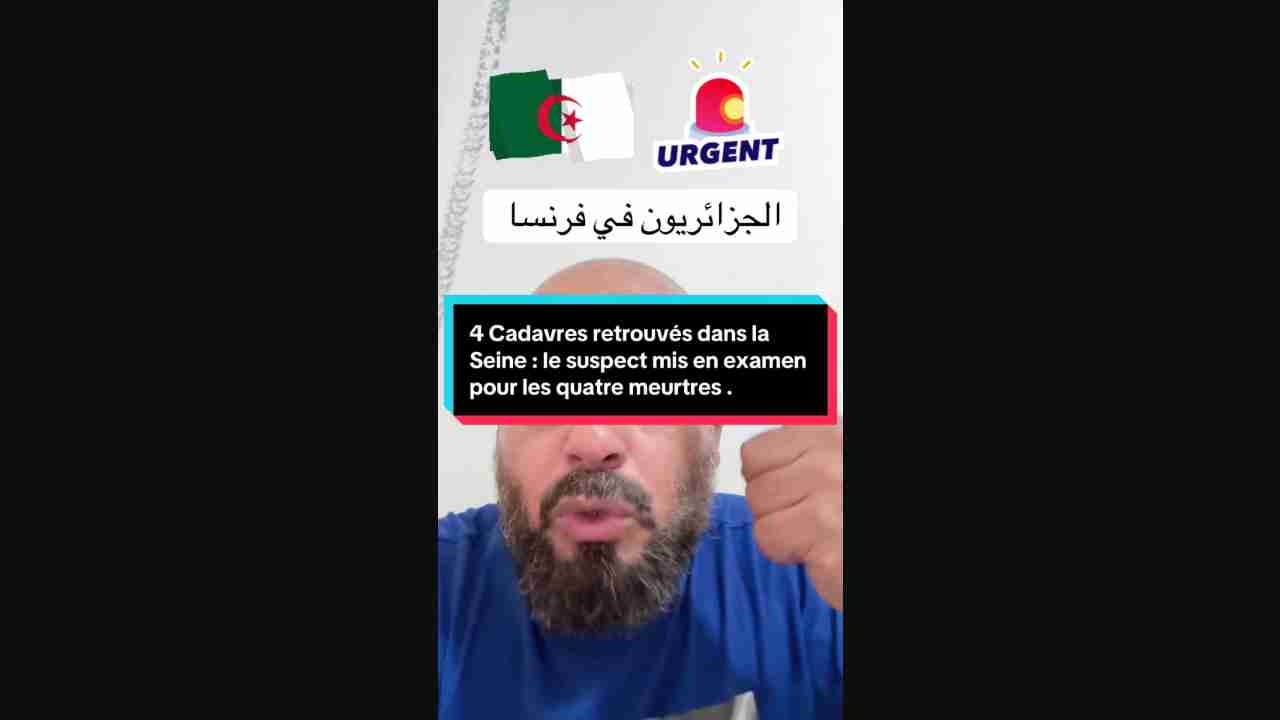 URGENT
الجزائريون في فرنسا
4 Cadavres retrouvés dans la
Seine : le suspect mis en examen
pour les quatre meurtres .